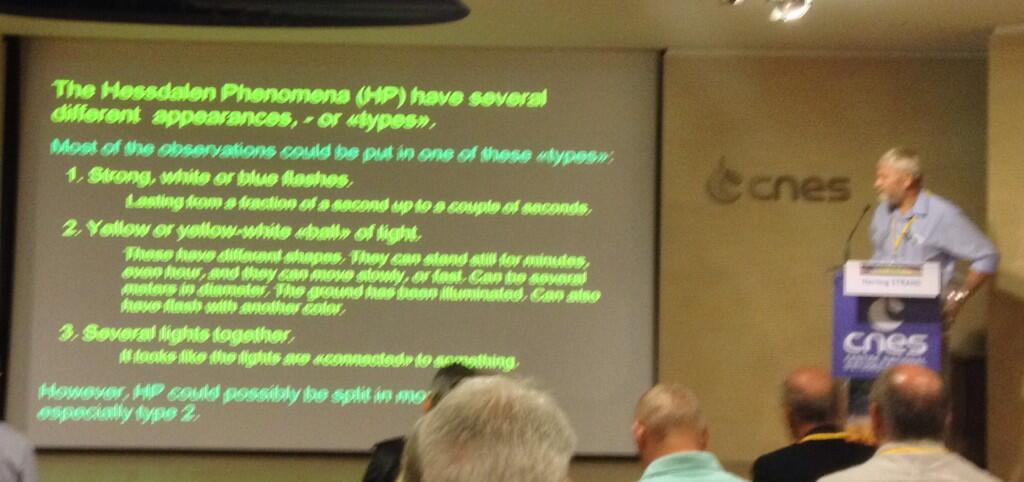 The Hessdalen Phenomena (HP) have several
different appearances, - or «types».
Most of the observations could be put in one of these «types»:
1. Strong, white or blue flashes.
Lasting from a fraction of a second up to a couple of seconds.
2. Yellow or yellow-white «ball» of light.
These have different shapes. They can stand still for minutes,
even hour, and they can move slowly, or fast. Can be several
meters in diameter. The ground has been illuminated. Can also
have flash with another color.
3. Several lights together.
It looks like the lights are «connected» to something.
However, HP could possibly be split in
especially type 2.
cnes
Erling STRAND
cnes